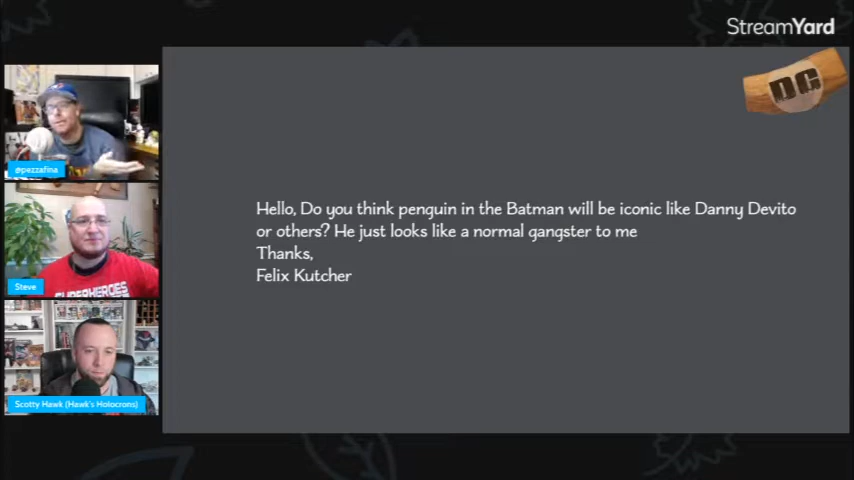 StreamYard
DG
Hello, Do you think penguin in the Batman will be iconic like Danny Devito
or others? He just looks like a normal gangster to me
Thanks,
Felix Kutcher
@pezzafina
Steve
SUPERHEROES
Scotty Hawk (Hawk's Holocrons)